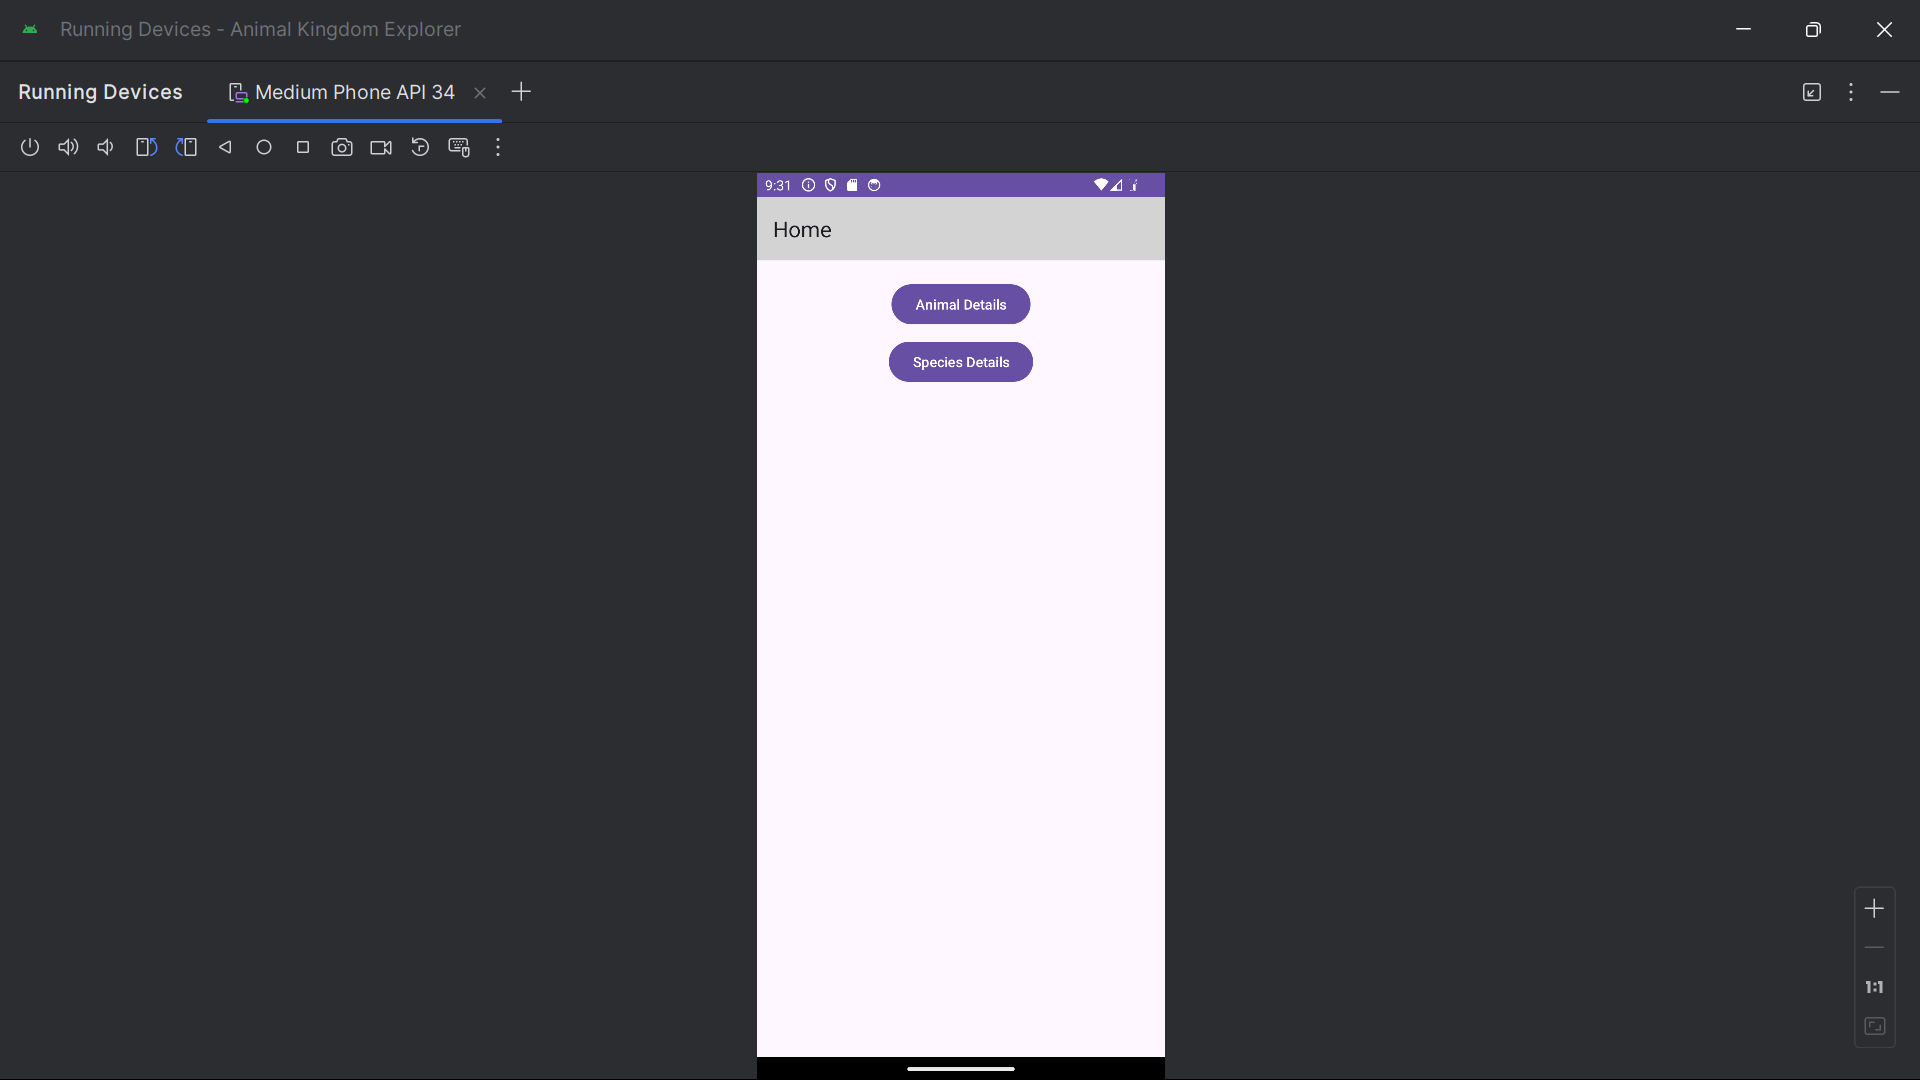 Running Devices - Animal Kingdom Explorer
Running Devices
Medium Phone API 34
9:31
Home
Animal Details
Species Details
1:1